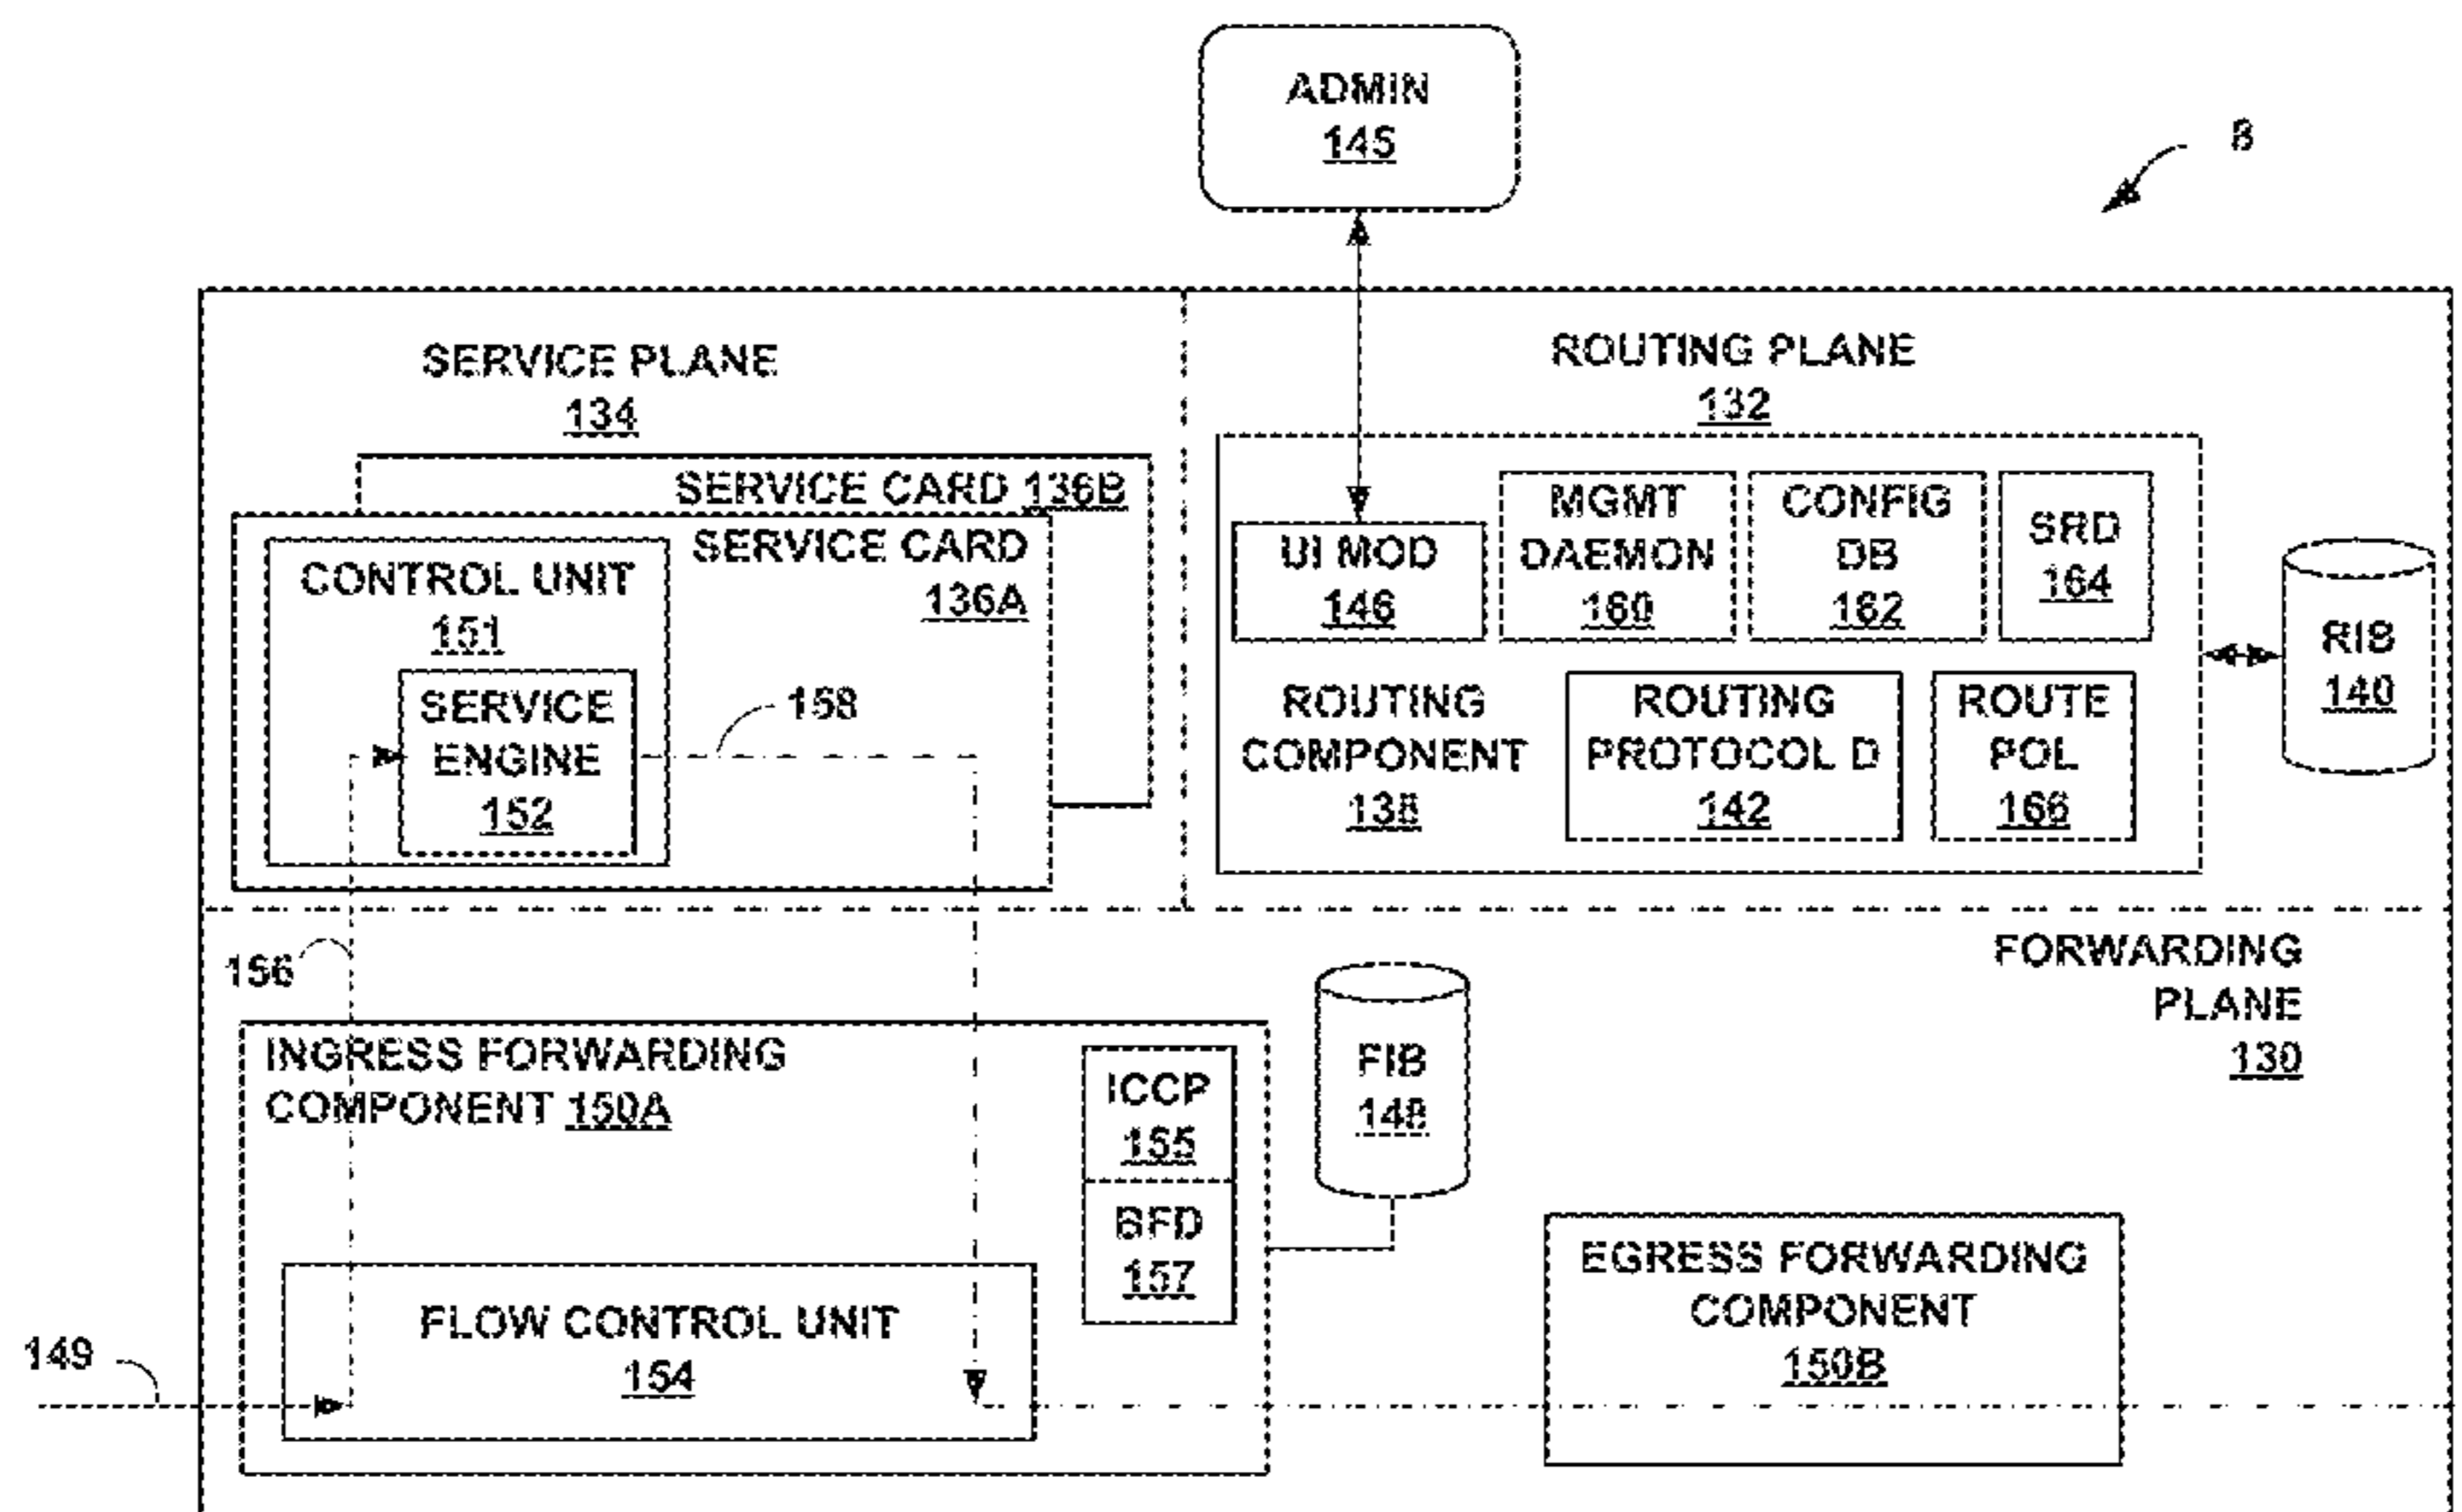 ADMIN
145
8
SERVICE PLANE
134
ROUTING PLANE
132
SERVICE CARD 136B
SERVICE CARD
136A
CONTROL UNIT
151
SERVICE
ENGINE
152
158
UI MOD
146
MGMT
DAEMON
160
CONFIG
DB
162
SRD
164
RIB
140
ROUTING
COMPONENT
138
ROUTING
PROTOCOL D
142
ROUTE
POL
166
156
FORWARDING
PLANE
130
INGRESS FORWARDING
COMPONENT 150A
ICCP
155
BFD
157
FIB
148
FLOW CONTROL UNIT
154
149
EGRESS FORWARDING
COMPONENT
150B